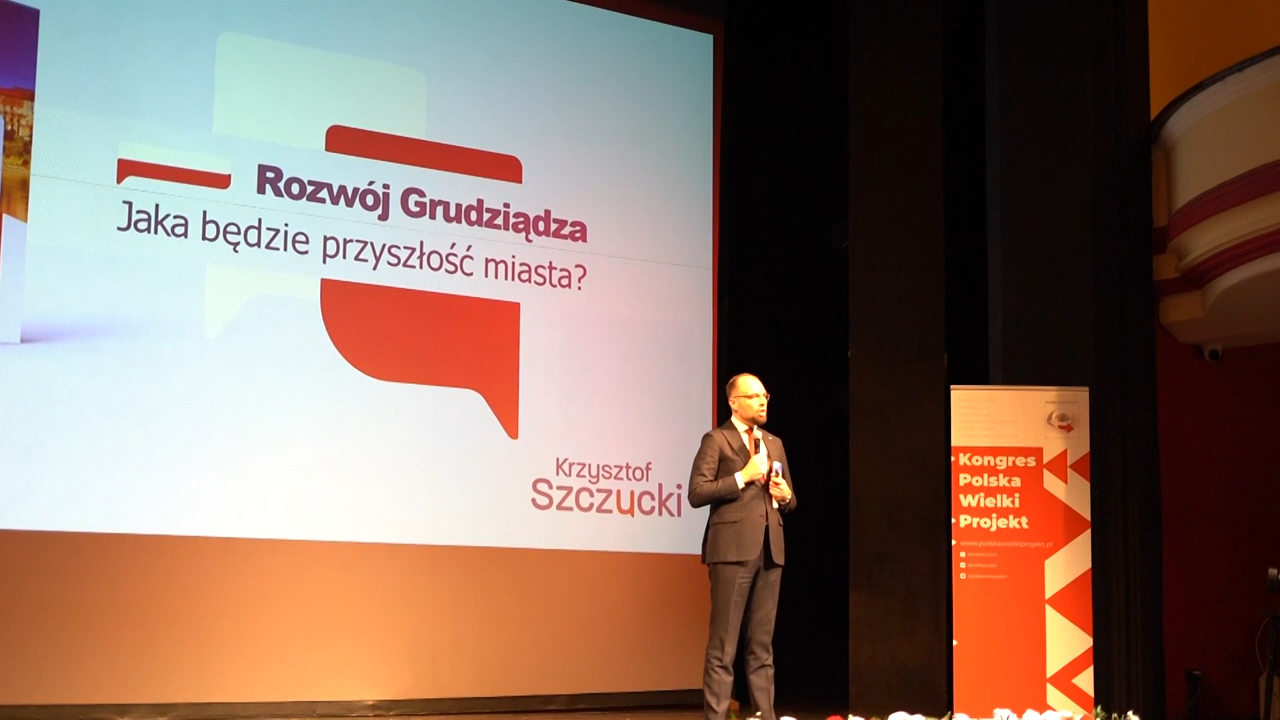 Rozwój Grudziądza
Jaka będzie przyszłość miasta?
Krzysztof
Szczucki
Kongres
Polska
Wielki
Projekt
www.polskawielkiprojekt.pl